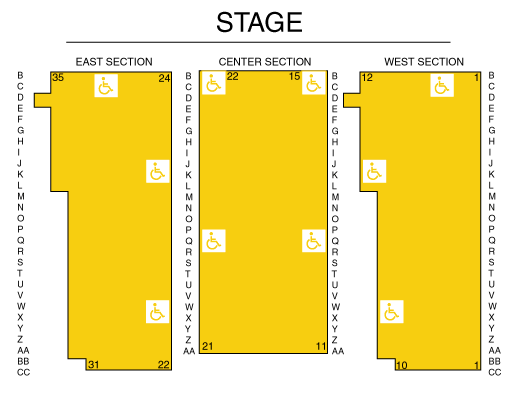 STAGE
EAST SECTION CENTER SECTION WEST SECTION
B 35 24 B 22 15 B 12 1 B
C C C C
D D D D
E E E E
F F F F
G G G G
H H H H
I I I I
J J J J
K K K K
L L L L
M M M M
N N N N
O O O O
P P P P
Q Q Q Q
R R R R
S S S S
T T T T
U U U U
V V V V
W W W W
X X X X
Y Y Y Y
Z Z Z Z
AA AA 21 11 AA AA
BB 31 22 10 1 BB
CC CC